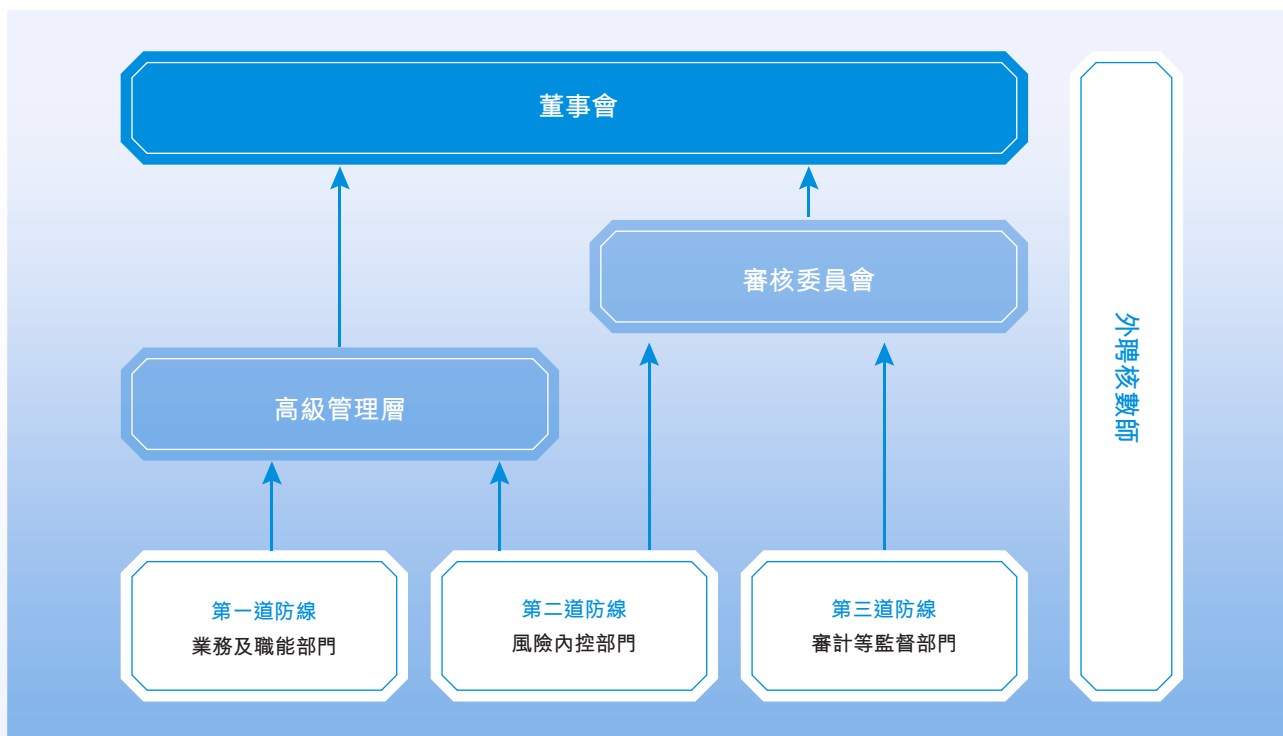 董事會
審核委員會
高級管理層
第一道防線
業務及職能部門
第二道防線
風險內控部門
第三道防線
審計等監督部門
外聘核數師